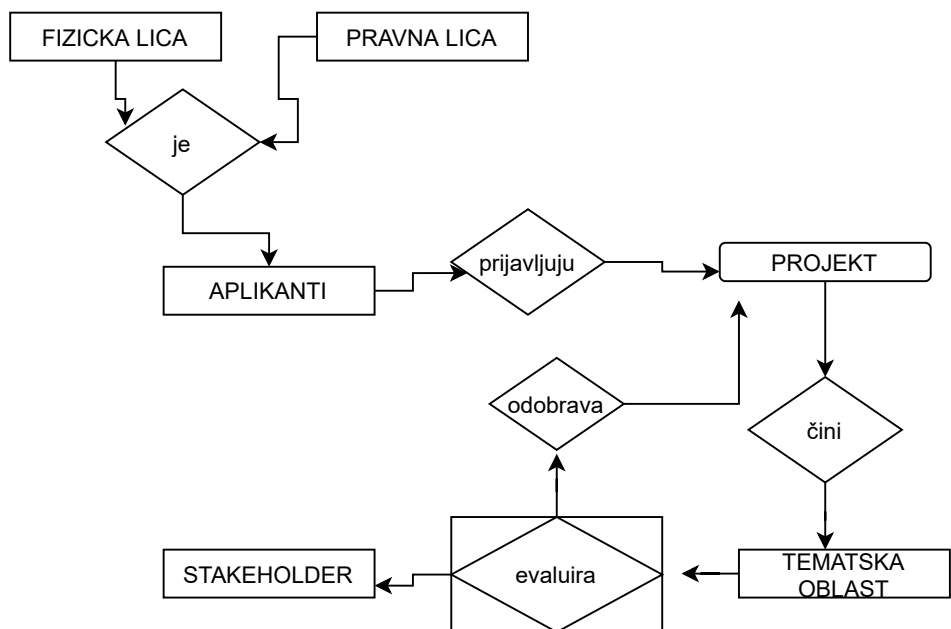 FIZICKA LICA
PRAVNA LICA
je
prijavljuju
PROJEKT
APLIKANTI
odobrava
čini
STAKEHOLDER
evaluira
TEMATSKA
OBLAST